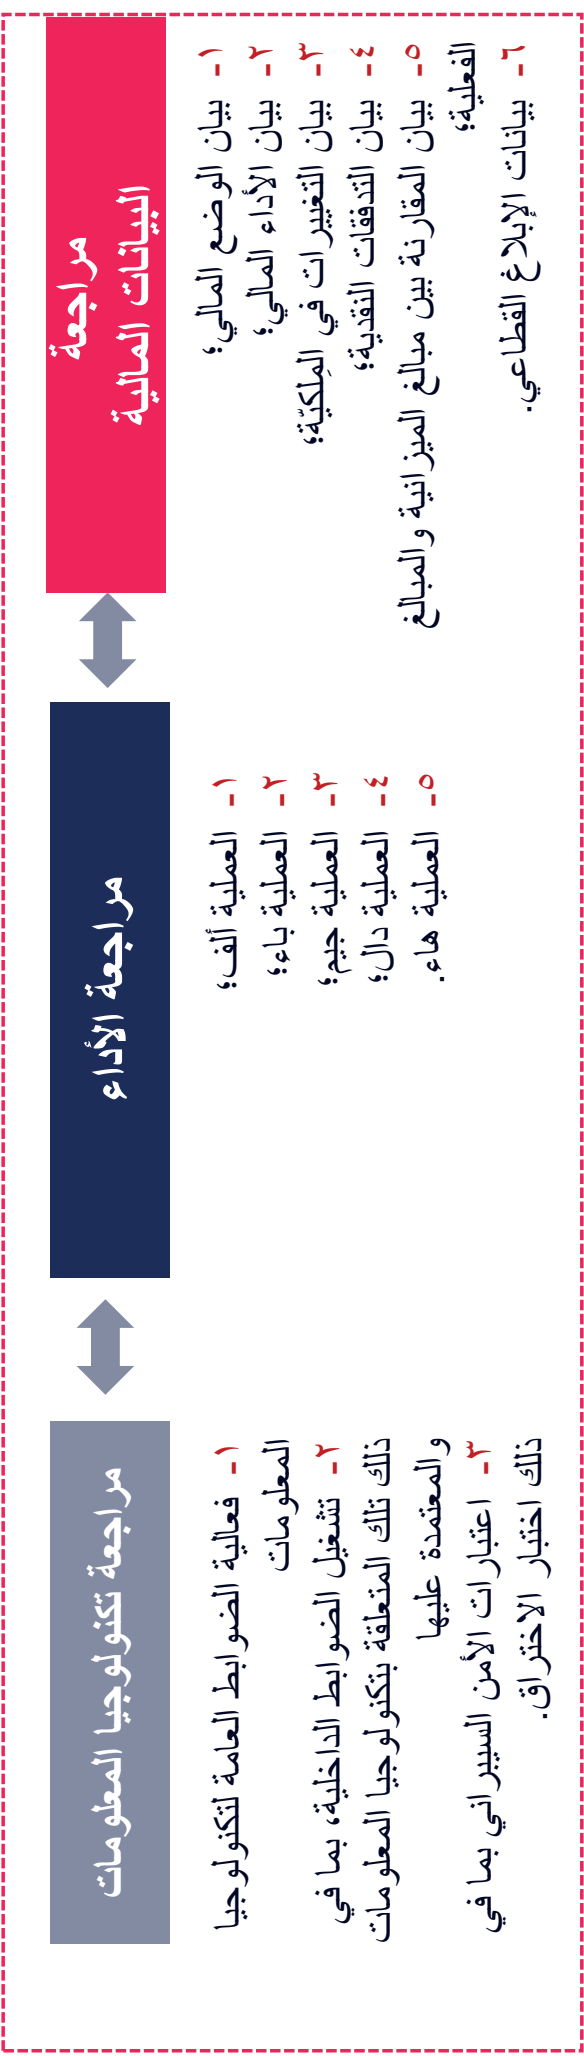 مراجعة
البيانات المالية
١- بيان الوضع المالي؛
٢- بيان الأداء المالي؛
٣- بيان التغييرات في المِلكيّة؛
٤- بيان التدفقات النقدية؛
٥- بيان المقارنة بين مبالغ الميزانية والمبالغ
الفعلية؛
٦- بيانات الإبلاغ القطاعي.
مراجعة الأداء
١- العملية ألف؛
٢- العملية باء؛
٣- العملية جيم؛
٤- العملية دال؛
٥- العملية هاء.
مراجعة تكنولوجيا المعلومات
١- فعالية الضوابط العامة لتكنولوجيا
المعلومات
٢- تشغيل الضوابط الداخلية، بما في
ذلك تلك المتعلقة بتكنولوجيا المعلومات
والمعتمدة عليها
٣- اعتبارات الأمن السيبراني بما في
ذلك اختبار الاختراق.